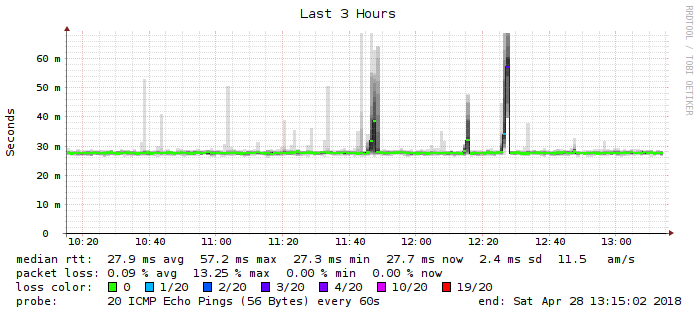 Last 3 Hours
RRDTOOL / TOBI OETIKER
Seconds
60 m
50 m
40 m
30 m
20 m
10 m
0
10:20 10:40 11:00 11:20 11:40 12:00 12:20 12:40 13:00
median rtt: 27.9 ms avg 57.2 ms max 27.3 ms min 27.7 ms now 2.4 ms sd 11.5 am/s
packet loss: 0.09 % avg 13.25 % max 0.00 % min 0.00 % now
loss color: 0 1/20 2/20 3/20 4/20 10/20 19/20
probe: 20 ICMP Echo Pings (56 Bytes) every 60s end: Sat Apr 28 13:15:02 2018